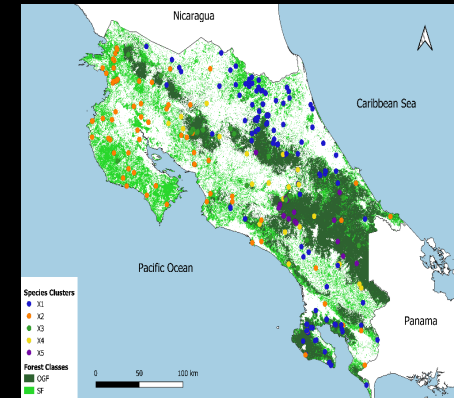 Nicaragua
Caribbean Sea
Pacific Ocean
Panama
Species Clusters
X1
X2
X3
X4
X5
Forest Classes
OGF
SF
0 50 100 km